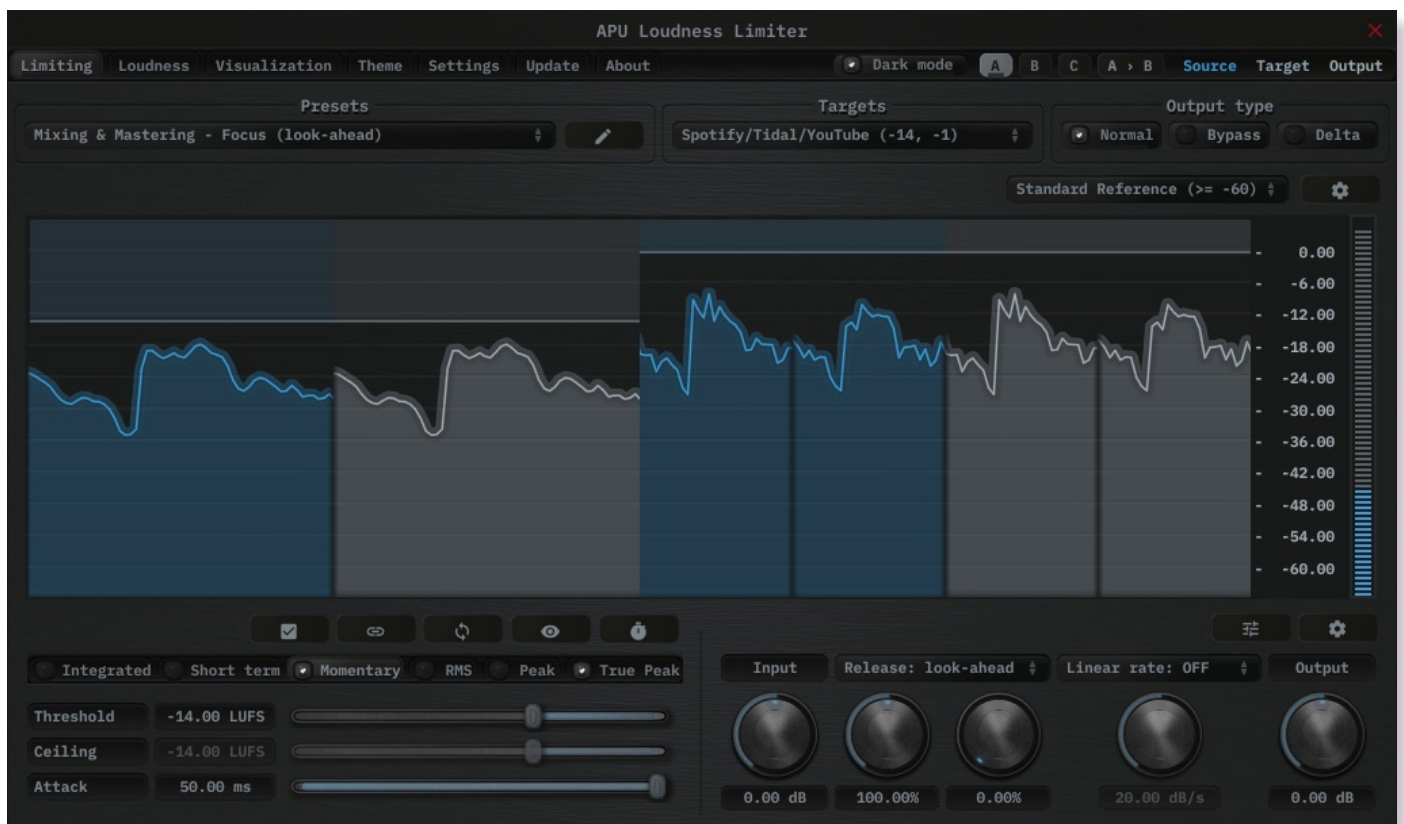 APU Loudness Limiter
Limiting Loudness Visualization Theme Settings Update About Dark mode A B C A › B Source Target Output
Presets Targets Output type
Mixing & Mastering - Focus (look-ahead) Spotify/Tidal/YouTube (-14, -1) Normal Bypass Delta
Standard Reference (>= -60)
- 0.00
- -6.00
- -12.00
- -18.00
- -24.00
- -30.00
- -36.00
- -42.00
- -48.00
- -54.00
- -60.00
Integrated Short term Momentary RMS Peak True Peak
Input Release: look-ahead Linear rate: OFF Output
Threshold -14.00 LUFS
Ceiling -14.00 LUFS
Attack 50.00 ms
0.00 dB 100.00% 0.00% 20.00 dB/s 0.00 dB